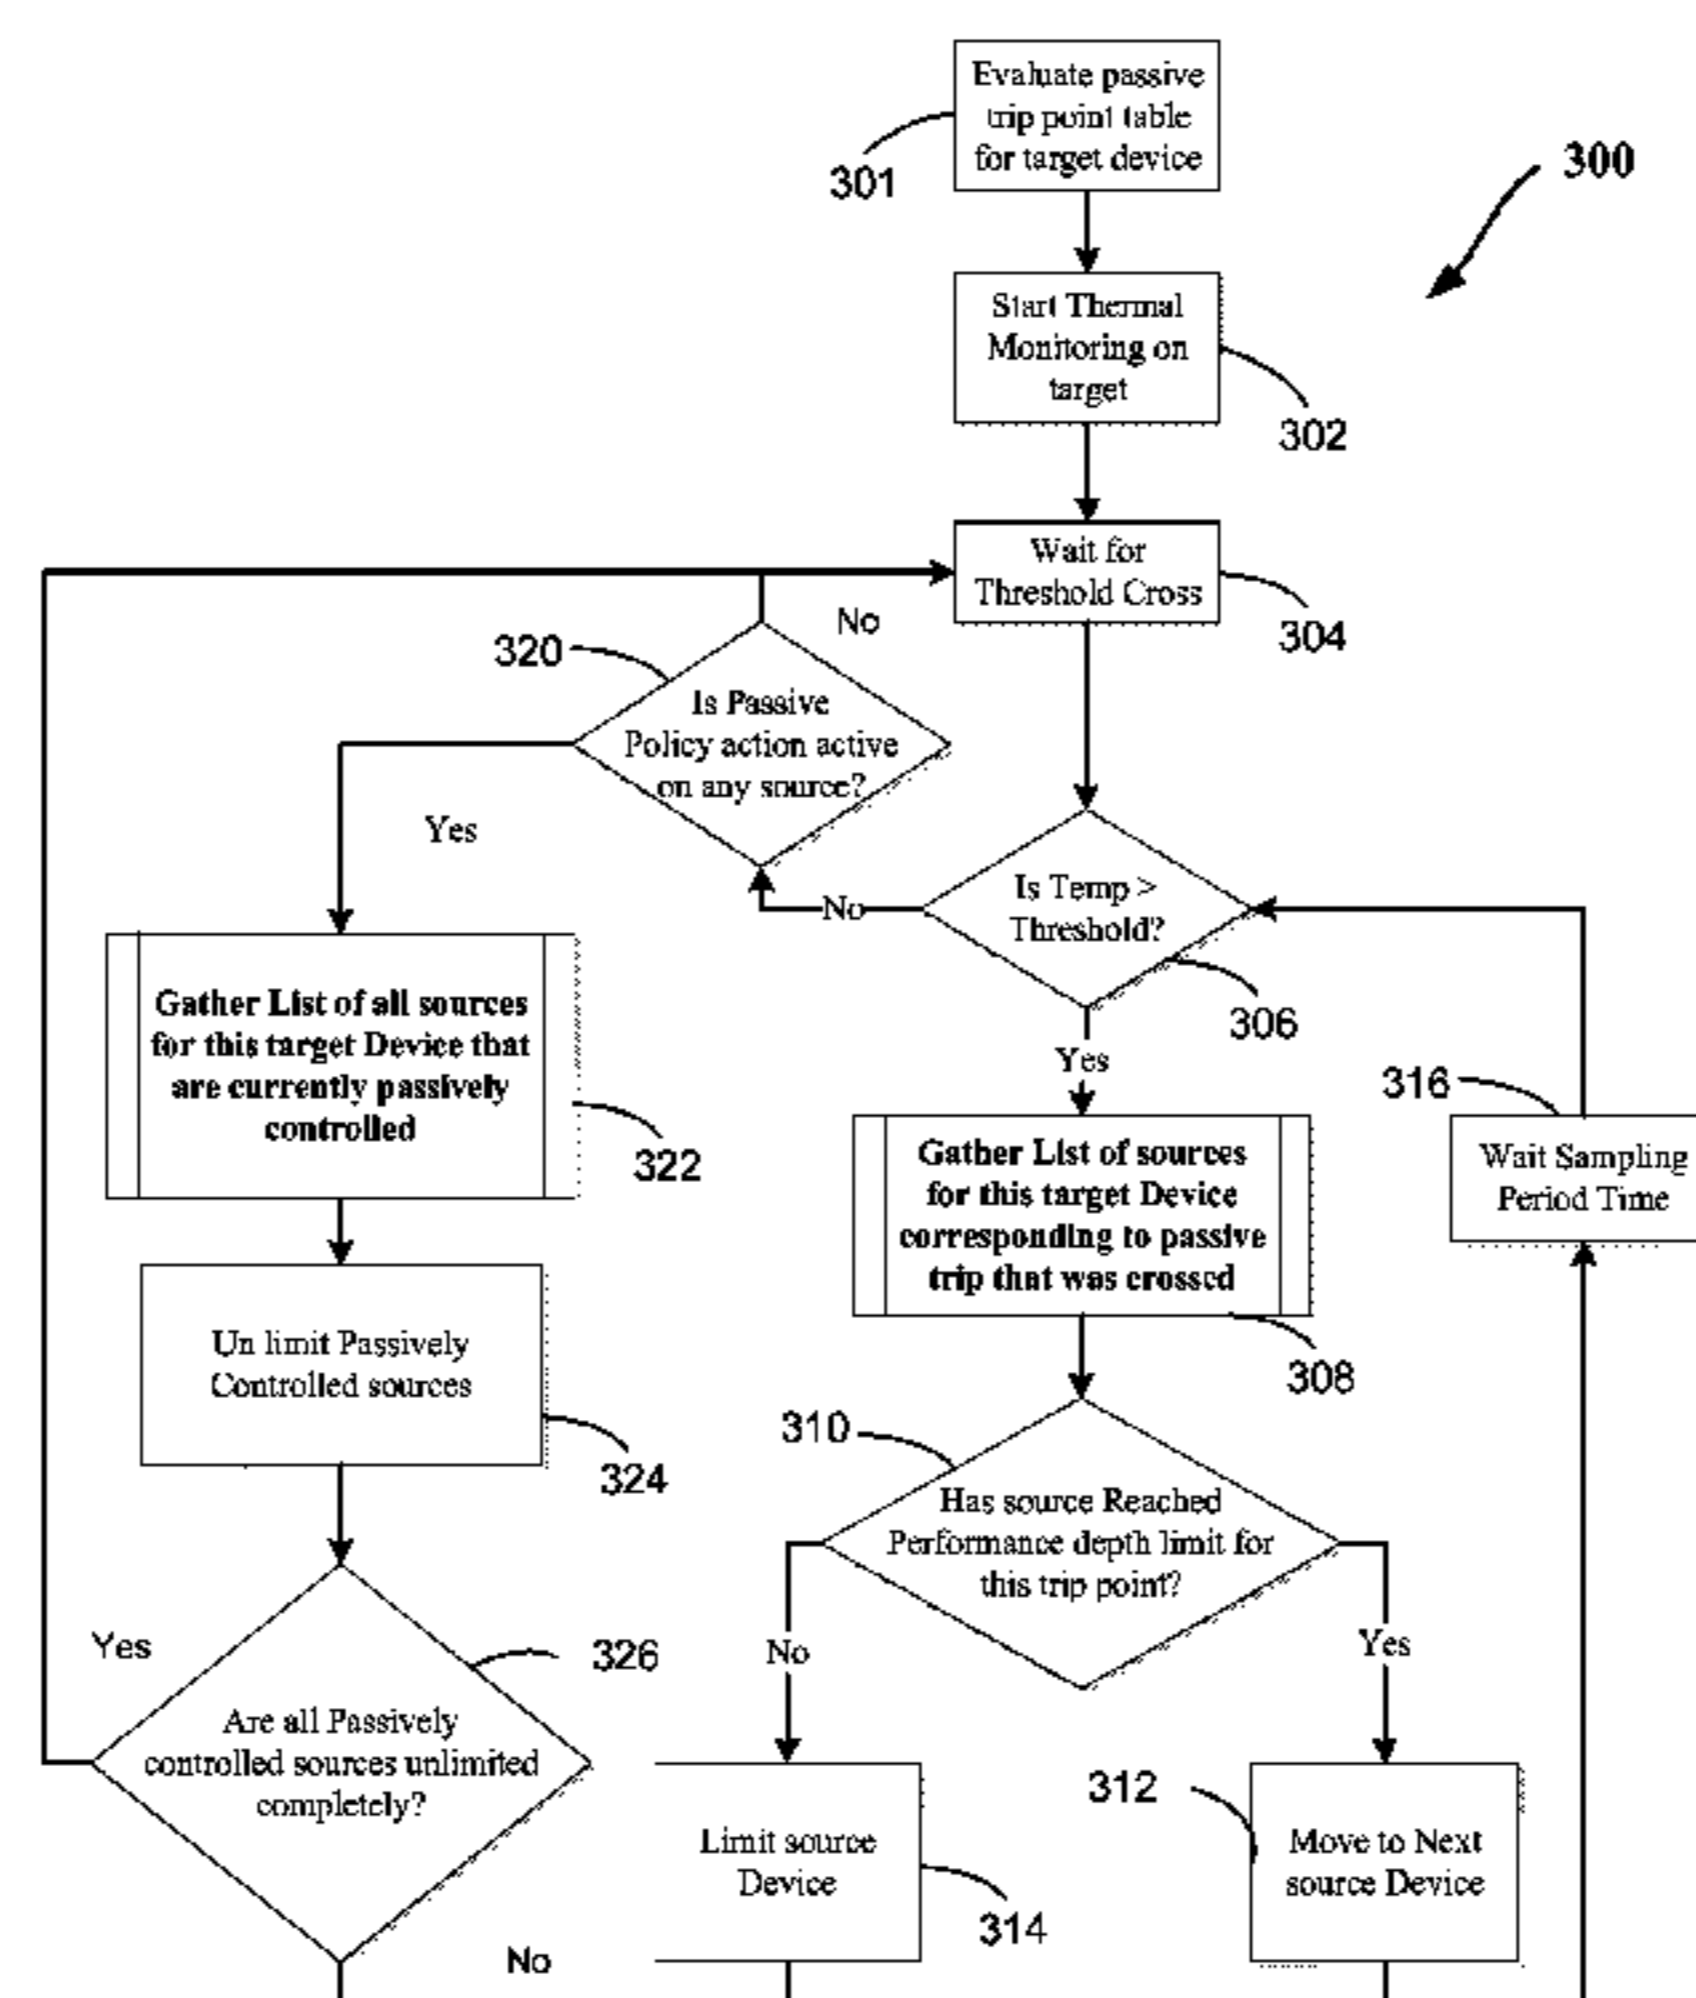 Evaluate passive
trip point table
for target device
301
300
Start Thermal
Monitoring on
target
302
Wait for
Threshold Cross
304
No
320
Is Passive
Policy action active
on any source?
Yes
No
Is Temp >
Threshold?
306
Yes
Gather List of all sources
for this target Device that
are currently passively
controlled
322
316
Wait Sampling
Period Time
Gather List of sources
for this target Device
corresponding to passive
trip that was crossed
308
Un limit Passively
Controlled sources
324
310
Has source Reached
Performance depth limit for
this trip point?
No
Yes
Yes
326
Are all Passively
controlled sources unlimited
completely?
No
Limit source
Device
314
312
Move to Next
source Device